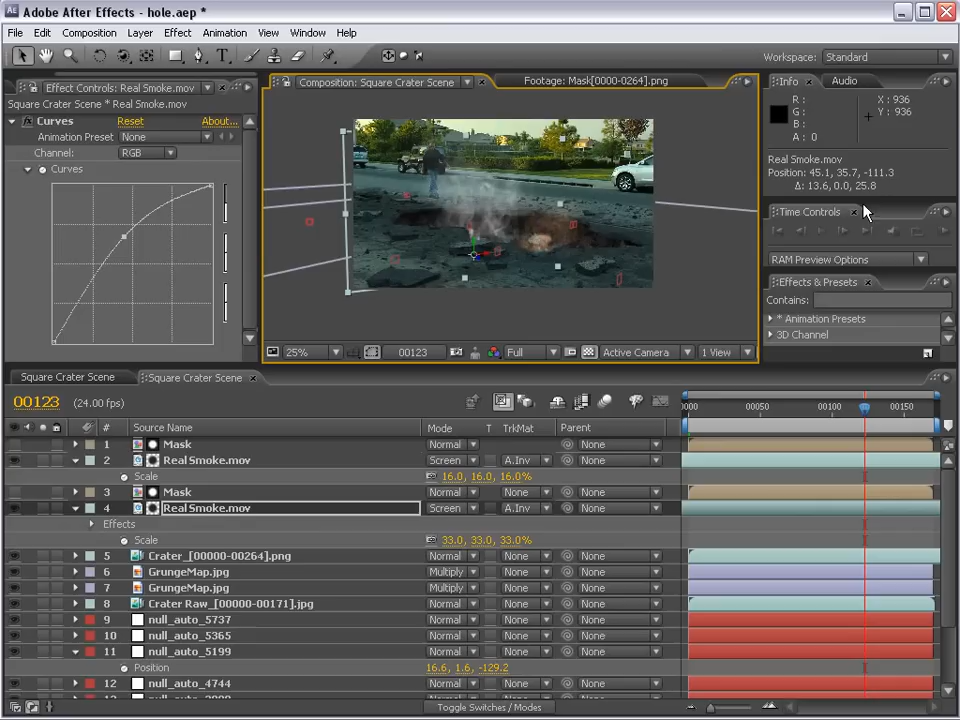 Adobe After Effects - hole.aep *
File Edit Composition Layer Effect Animation View Window Help
Workspace: Standard
Effect Controls: Real Smoke.mov
Composition: Square Crater Scene
Footage: Mask[0000-0264].png
Info
Audio
Square Crater Scene * Real Smoke.mov
Curves Reset About...
Animation Preset None
Channel: RGB
Curves
R :
G :
B :
A : 0
X : 936
Y : 936
Real Smoke.mov
Position: 45.1, 35.7, -111.3
Δ: 13.6, 0.0, 25.8
Time Controls
RAM Preview Options
Effects & Presets
Contains:
* Animation Presets
3D Channel
25% 00123 Full Active Camera 1 View
Square Crater Scene
Square Crater Scene
00123 (24.00 fps)
0000 00050 00100 00150
# Source Name Mode T TrkMat Parent
1 Mask Normal None
2 Real Smoke.mov Screen A.Inv None
Scale 16.0, 16.0, 16.0%
3 Mask Normal None None
4 Real Smoke.mov Screen A.Inv None
Effects
Scale 33.0, 33.0, 33.0%
5 Crater_[00000-00264].png Normal None None
6 GrungeMap.jpg Multiply None None
7 GrungeMap.jpg Multiply None None
8 Crater Raw_[00000-00171].jpg Normal None None
9 null_auto_5737 Normal None None
10 null_auto_5365 Normal None None
11 null_auto_5199 Normal None None
Position 16.6, 1.6, -129.2
12 null_auto_4744 Normal None None
Toggle Switches / Modes